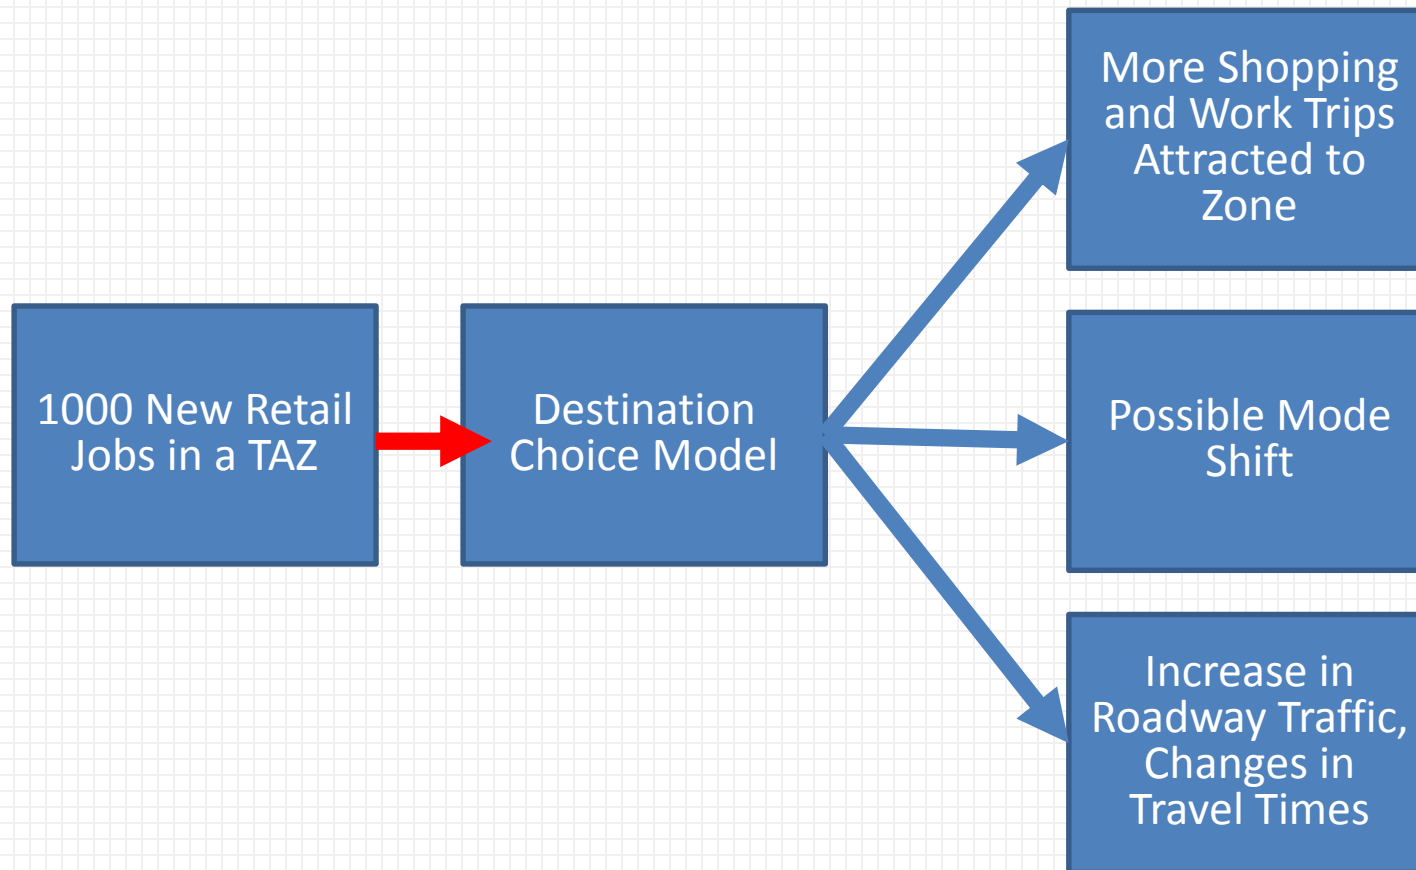 More Shopping
and Work Trips
Attracted to
Zone
1000 New Retail
Jobs in a TAZ
Destination
Choice Model
Possible Mode
Shift
Increase in
Roadway Traffic,
Changes in
Travel Times